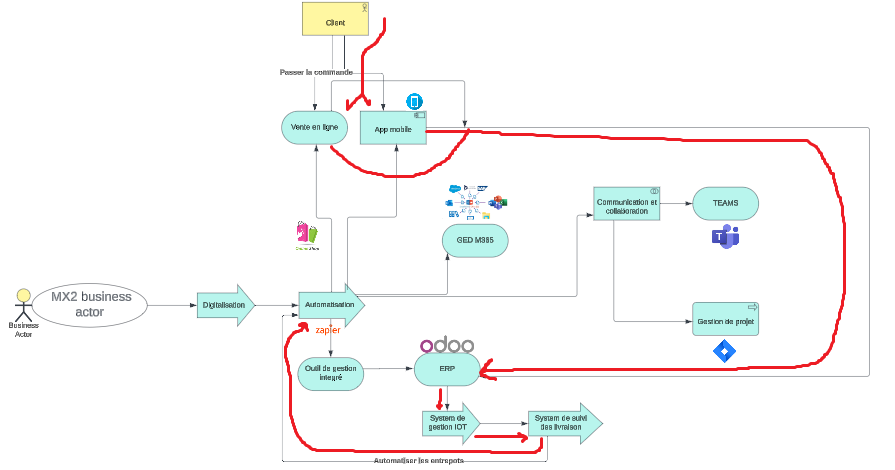 Client
Passer la commande
Vente en ligne
App mobile
Communication et
collaboration
TEAMS
GED M365
MX2 business
actor
Business
Actor
Digitalisation
Automatisation
zapier
Gestion de projet
odoo
Outil de gestion
integré
ERP
System de
gestion IOT
System de suivi
des livraison
Automatiser les entrepots